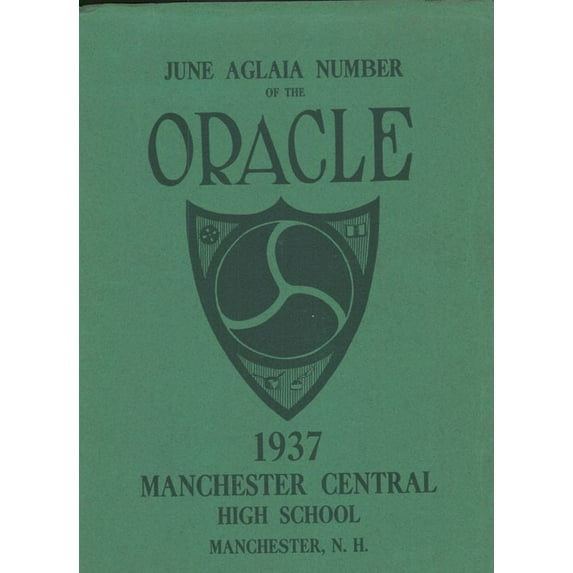 JUNE AGLAIA NUMBER
OF THE
ORACLE
1937
MANCHESTER CENTRAL
HIGH SCHOOL
MANCHESTER, N. H.